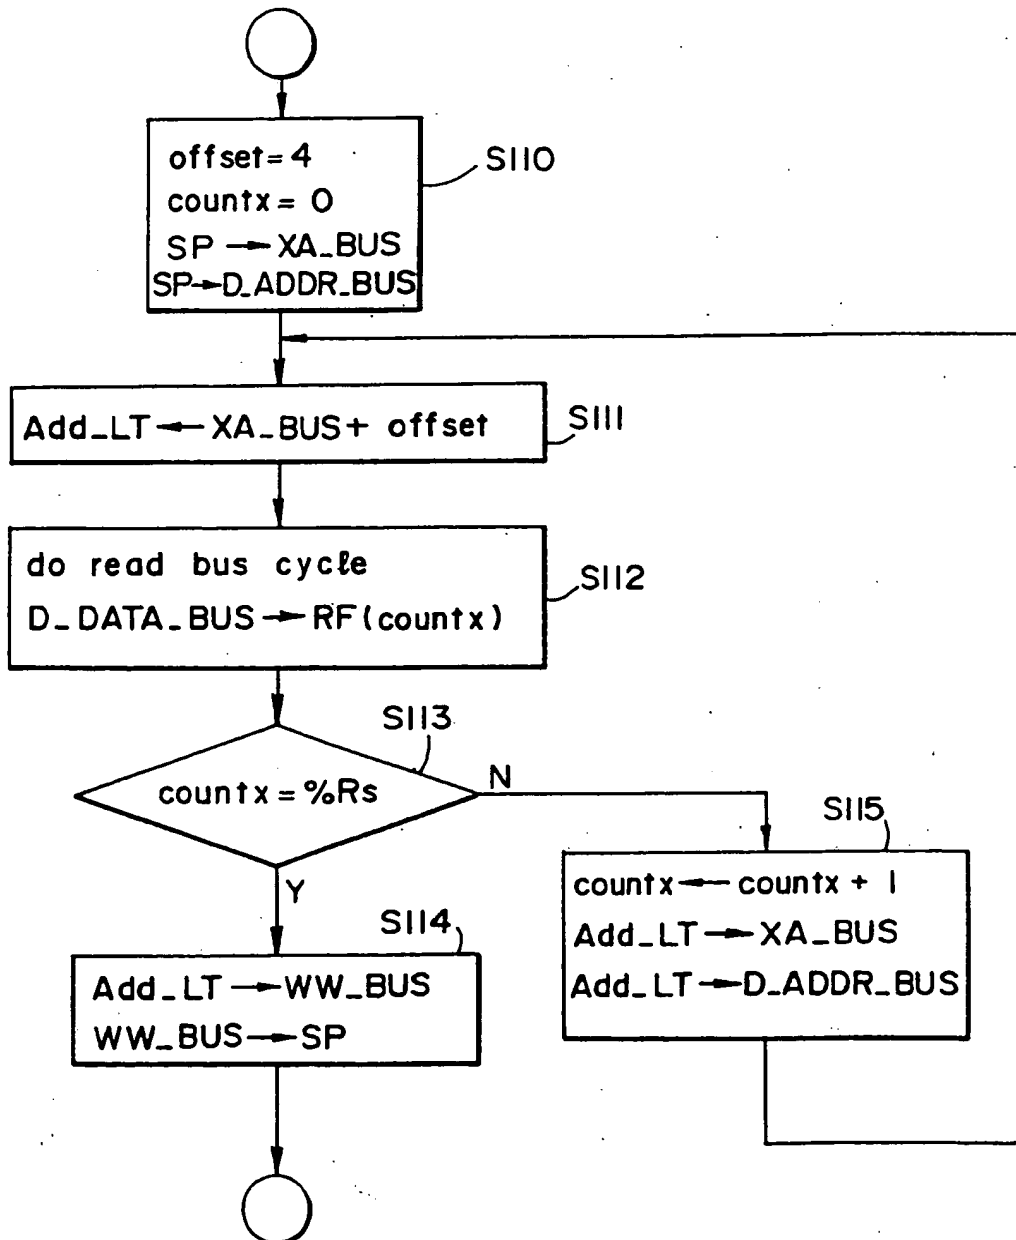 offset = 4
countx = 0
SP → XA_BUS
SP→D_ADDR_BUS
S110
Add_LT ← XA_BUS + offset
S111
do read bus cycle
D_DATA_BUS → RF(countx)
S112
S113
countx = %Rs
N
Y
S115
countx ← countx + 1
Add_LT → XA_BUS
Add_LT → D_ADDR_BUS
S114
Add_LT → WW_BUS
WW_BUS → SP